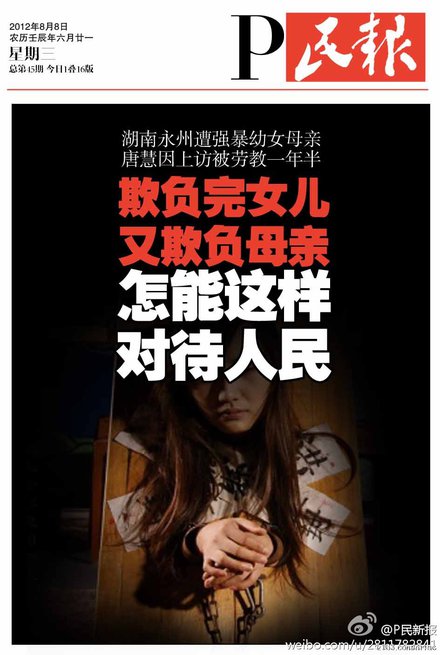 2012年8月8日
农历壬辰年六月廿一
星期三
总第45期 今日1叠16版
P民報
湖南永州遭强暴幼女母亲
唐慧因上访被劳教一年半
欺负完女儿
又欺负母亲
怎能这样
对待人民
@P民新报
weibo.com/u/2811782841